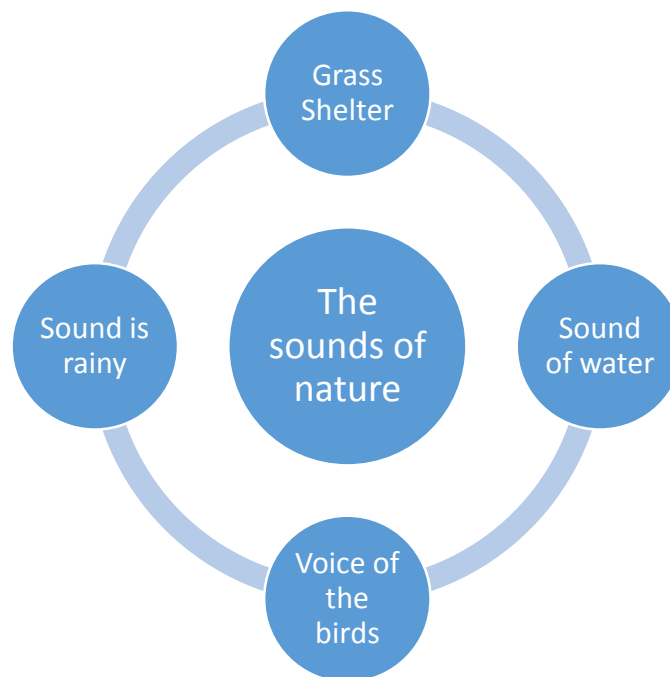 Grass
Shelter
Sound is
rainy
The
sounds of
nature
Sound
of water
Voice of
the
birds